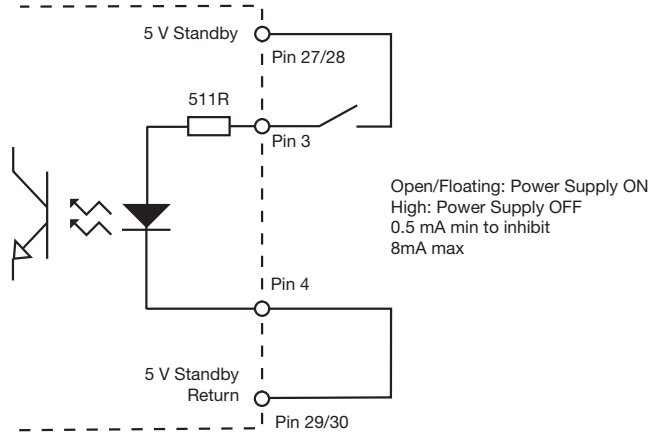 5 V Standby
Pin 27/28
511R
Pin 3
Open/Floating: Power Supply ON
High: Power Supply OFF
0.5 mA min to inhibit
8mA max
Pin 4
5 V Standby
Return
Pin 29/30